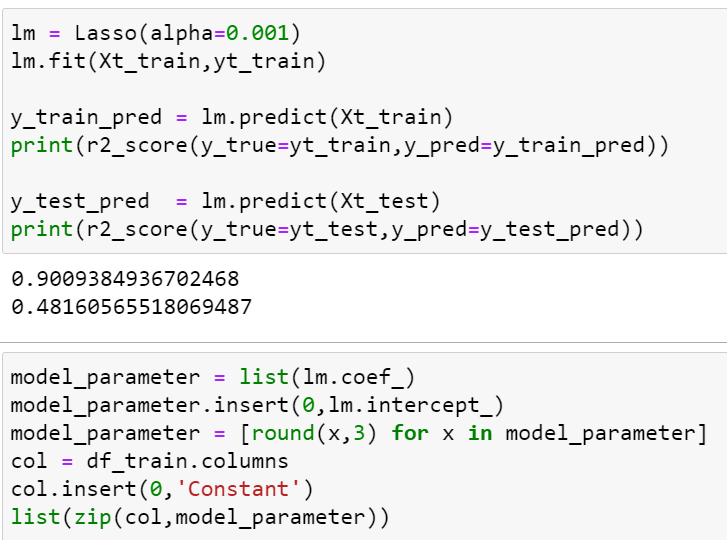 lm = Lasso(alpha=0.001)
lm.fit(Xt_train,yt_train)
y_train_pred = lm.predict(Xt_train)
print(r2_score(y_true=yt_train,y_pred=y_train_pred))
y_test_pred  = lm.predict(Xt_test)
print(r2_score(y_true=yt_test,y_pred=y_test_pred))
0.9009384936702468
0.48160565518069487
model_parameter = list(lm.coef_)
model_parameter.insert(0,lm.intercept_)
model_parameter = [round(x,3) for x in model_parameter]
col = df_train.columns
col.insert(0,'Constant')
list(zip(col,model_parameter))